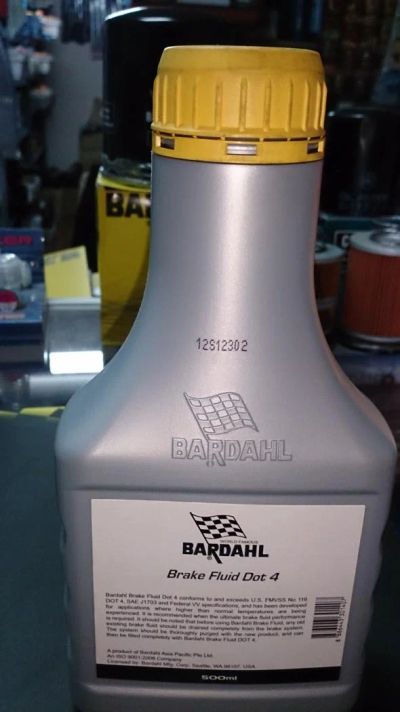 BA
12S12302
BARDAHL
WORLD FAMOUS
BARDAHL
Brake Fluid Dot 4
Bardahl Brake Fluid Dot 4 conforms to and exceeds U.S. FMVSS No 116
DOT 4, SAE J1703 and Federal VV specifications, and has been developed
for applications where higher than normal temperatures are being
experienced. It is recommended when the ultimate brake fluid performance
is required. It should be noted that before using Bardahl Brake Fluid, any old
existing brake fluid should be drained completely from the brake system.
The system should be thoroughly purged with the new product, and can
then be filled completely with Bardahl Brake Fluid Dot 4.
A product of Bardahl Asia Pacific Pte Ltd.
An ISO 9001:2008 Company
Licensed by: Bardahl Mfg. Corp. Seattle, WA 98107. USA.
500ml